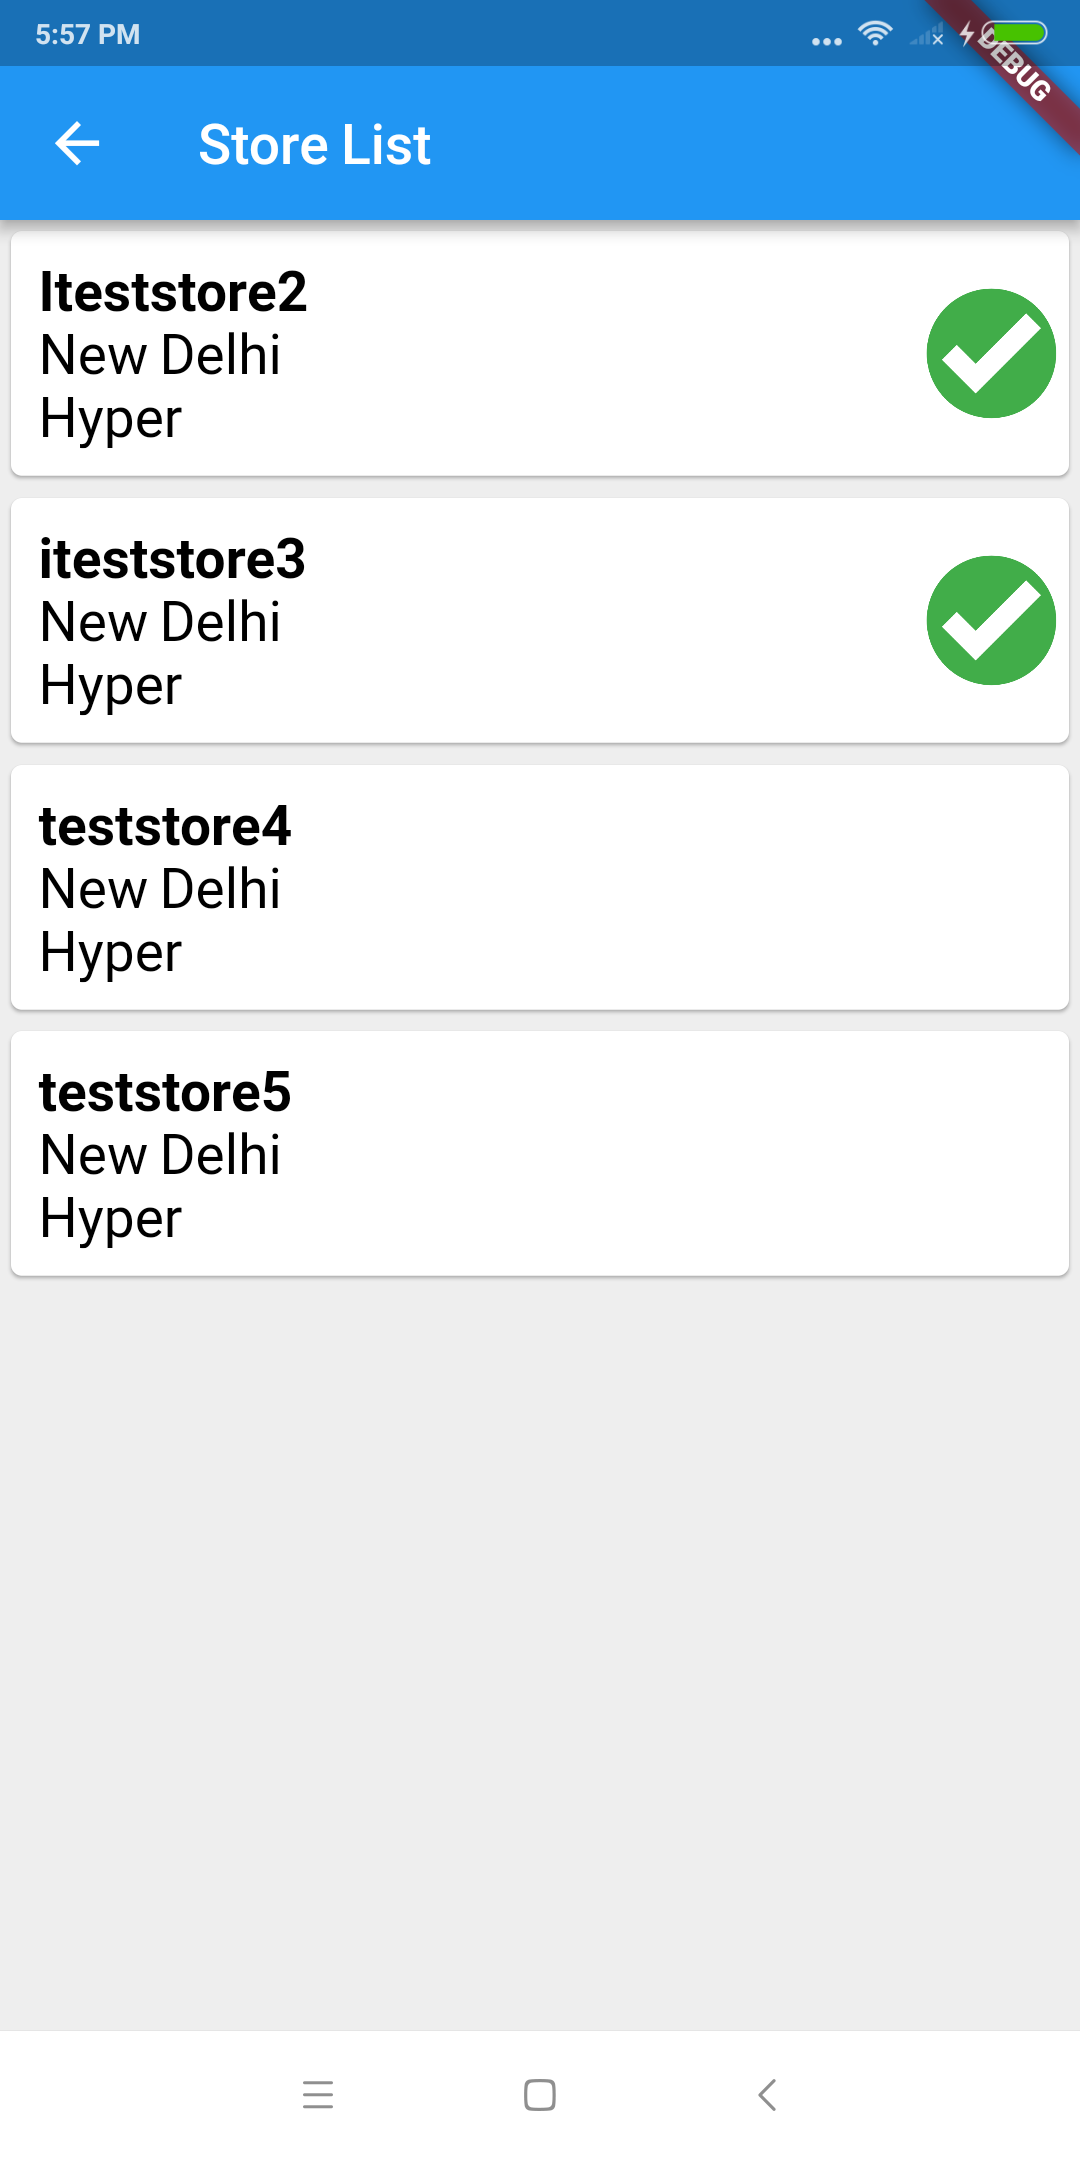 5:57 PM
DEBUG
Store List
Iteststore2
New Delhi
Hyper
iteststore3
New Delhi
Hyper
teststore4
New Delhi
Hyper
teststore5
New Delhi
Hyper